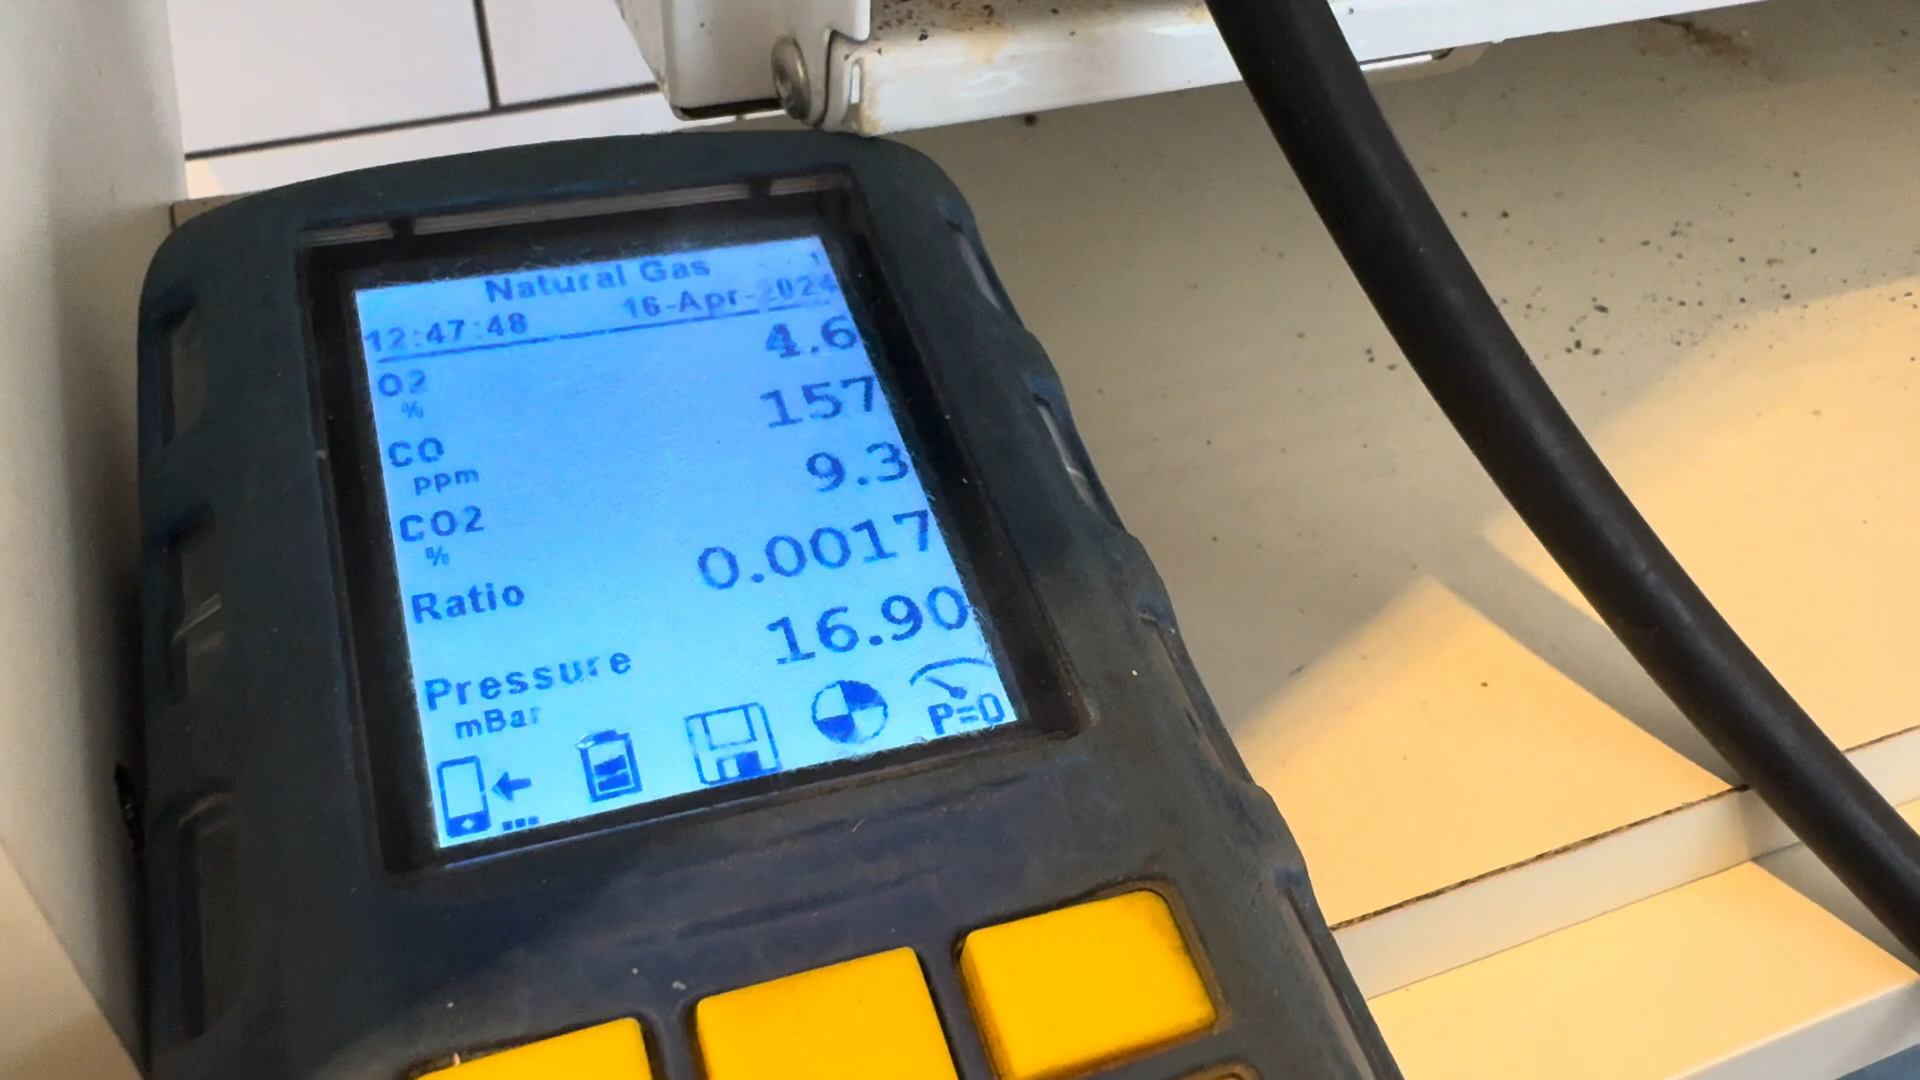 Natural Gas 1
12:47:48 16-Apr-2024
O2 % 4.6
CO ppm 157
CO2 % 9.3
Ratio 0.0017
Pressure mBar 16.90
P=0